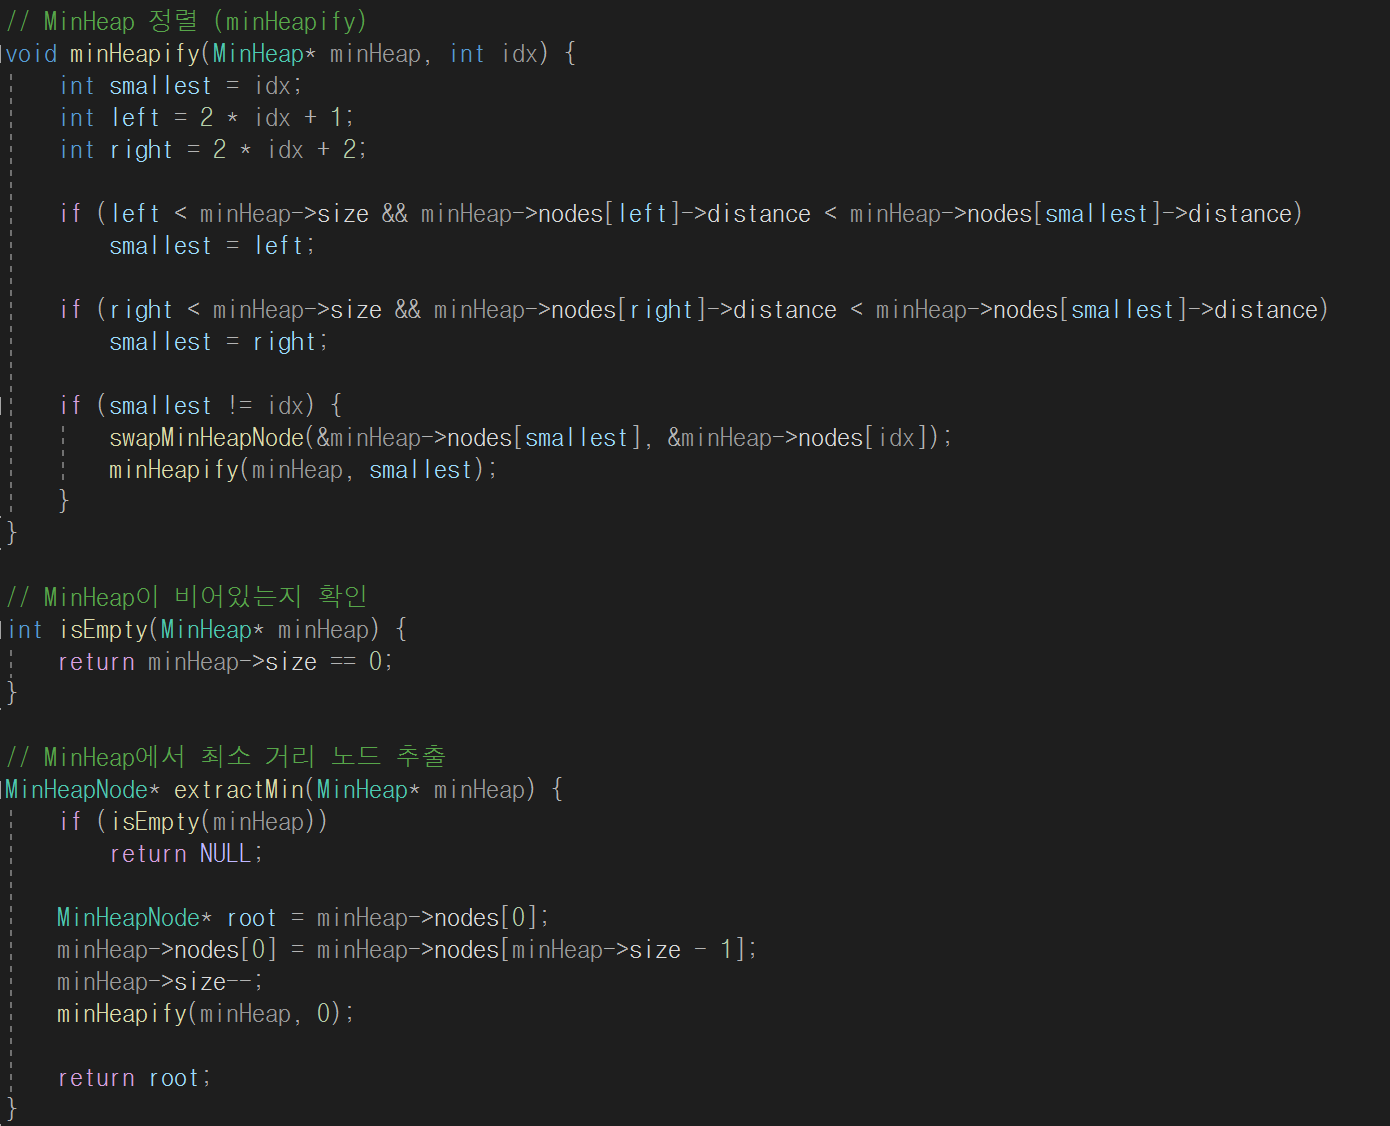 // MinHeap 정렬 (minHeapify)
void minHeapify(MinHeap* minHeap, int idx) {
    int smallest = idx;
    int left = 2 * idx + 1;
    int right = 2 * idx + 2;

    if (left < minHeap->size && minHeap->nodes[left]->distance < minHeap->nodes[smallest]->distance)
        smallest = left;

    if (right < minHeap->size && minHeap->nodes[right]->distance < minHeap->nodes[smallest]->distance)
        smallest = right;

    if (smallest != idx) {
        swapMinHeapNode(&minHeap->nodes[smallest], &minHeap->nodes[idx]);
        minHeapify(minHeap, smallest);
    }
}

// MinHeap이 비어있는지 확인
int isEmpty(MinHeap* minHeap) {
    return minHeap->size == 0;
}

// MinHeap에서 최소 거리 노드 추출
MinHeapNode* extractMin(MinHeap* minHeap) {
    if (isEmpty(minHeap))
        return NULL;

    MinHeapNode* root = minHeap->nodes[0];
    minHeap->nodes[0] = minHeap->nodes[minHeap->size - 1];
    minHeap->size--;
    minHeapify(minHeap, 0);

    return root;
}